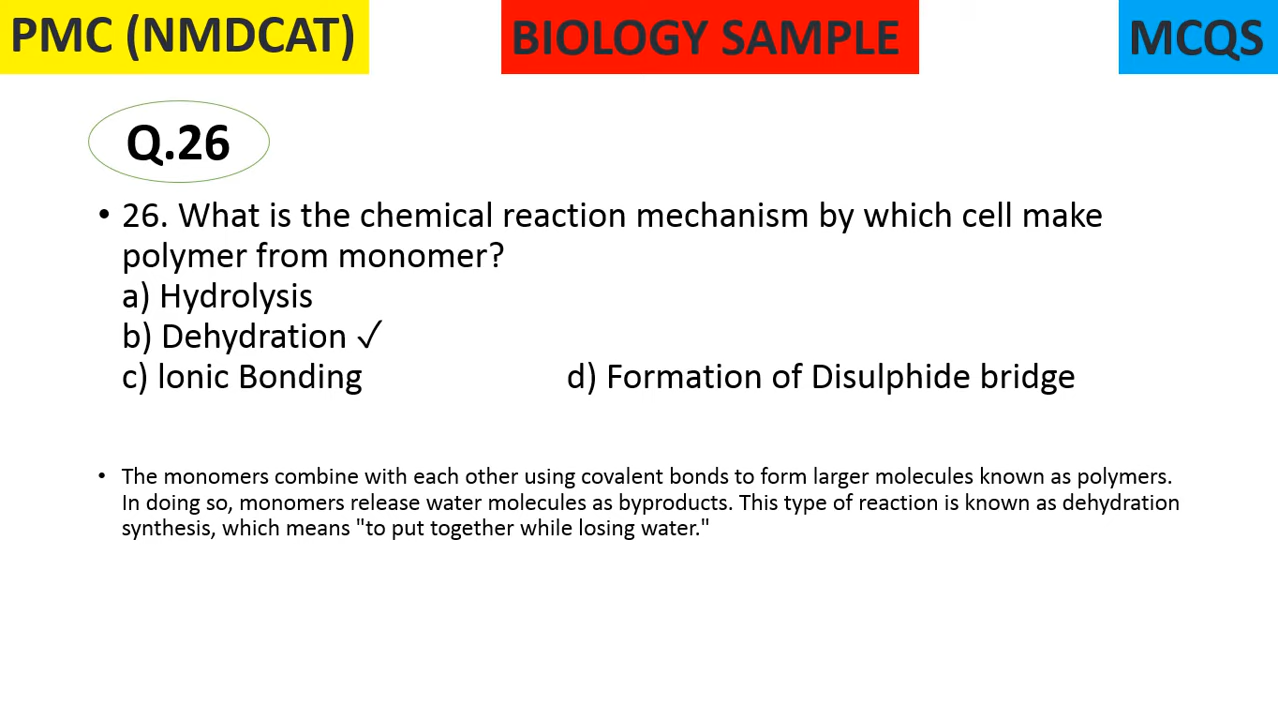 PMC (NMDCAT)
BIOLOGY SAMPLE
MCQS
Q.26
• 26. What is the chemical reaction mechanism by which cell make
polymer from monomer?
a) Hydrolysis
b) Dehydration ✓
c) lonic Bonding d) Formation of Disulphide bridge
• The monomers combine with each other using covalent bonds to form larger molecules known as polymers.
In doing so, monomers release water molecules as byproducts. This type of reaction is known as dehydration
synthesis, which means "to put together while losing water."